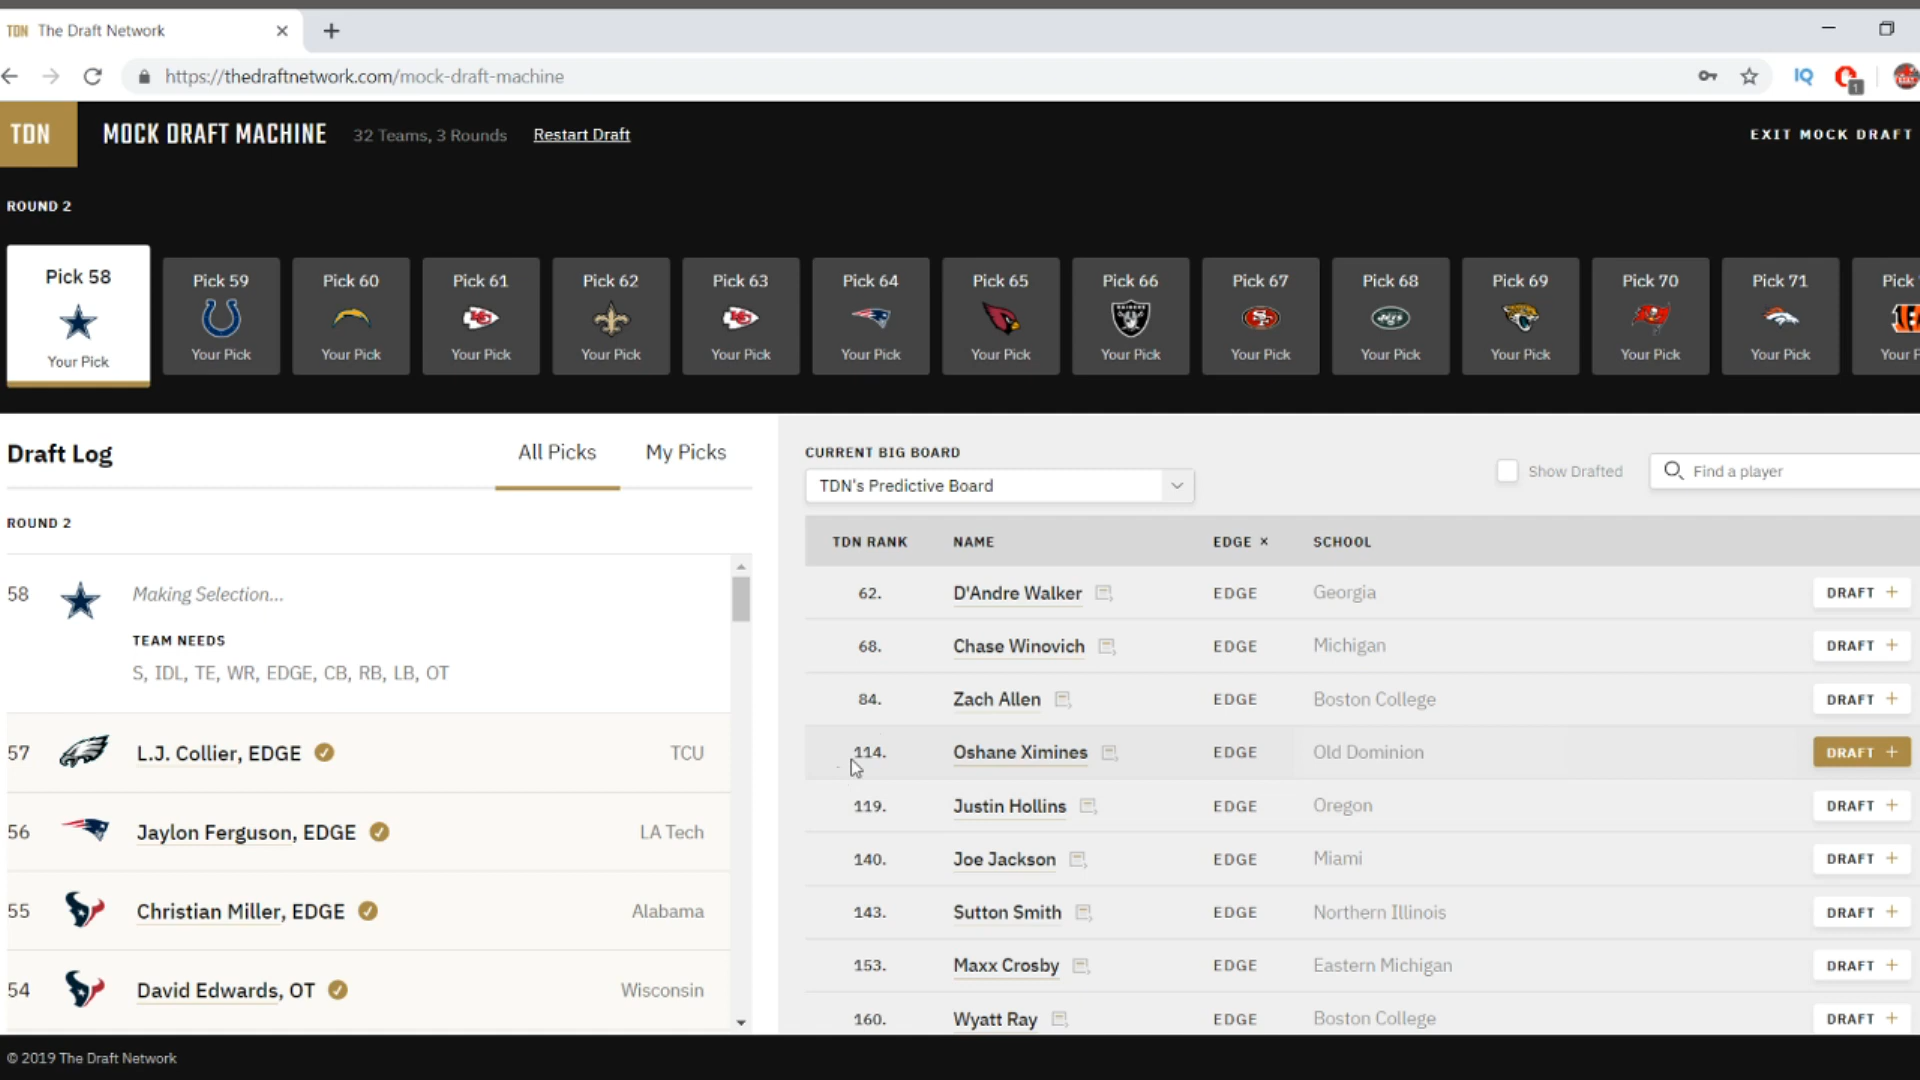 TDN The Draft Network
https://thedraftnetwork.com/mock-draft-machine
IQ
1
TDN MOCK DRAFT MACHINE 32 Teams, 3 Rounds Restart Draft EXIT MOCK DRAFT
ROUND 2
Pick 58 Pick 59 Pick 60 Pick 61 Pick 62 Pick 63 Pick 64 Pick 65 Pick 66 Pick 67 Pick 68 Pick 69 Pick 70 Pick 71 Pick
Your Pick Your Pick Your Pick Your Pick Your Pick Your Pick Your Pick Your Pick Your Pick Your Pick Your Pick Your Pick Your Pick Your Pick Your P
Draft Log All Picks My Picks
ROUND 2
58 Making Selection...
TEAM NEEDS
S, IDL, TE, WR, EDGE, CB, RB, LB, OT
57 L.J. Collier, EDGE TCU
56 Jaylon Ferguson, EDGE LA Tech
55 Christian Miller, EDGE Alabama
54 David Edwards, OT Wisconsin
CURRENT BIG BOARD
TDN's Predictive Board
Show Drafted
Find a player
TDN RANK NAME EDGE × SCHOOL
62. D'Andre Walker EDGE Georgia DRAFT +
68. Chase Winovich EDGE Michigan DRAFT +
84. Zach Allen EDGE Boston College DRAFT +
114. Oshane Ximines EDGE Old Dominion DRAFT +
119. Justin Hollins EDGE Oregon DRAFT +
140. Joe Jackson EDGE Miami DRAFT +
143. Sutton Smith EDGE Northern Illinois DRAFT +
153. Maxx Crosby EDGE Eastern Michigan DRAFT +
160. Wyatt Ray EDGE Boston College DRAFT +
© 2019 The Draft Network